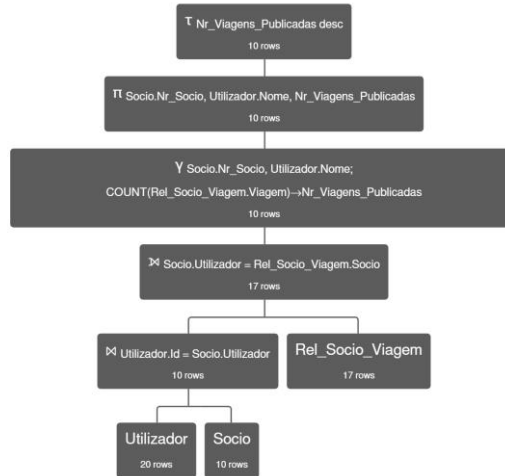 τ Nr_Viagens_Publicadas desc
10 rows
π Socio.Nr_Socio, Utilizador.Nome, Nr_Viagens_Publicadas
10 rows
γ Socio.Nr_Socio, Utilizador.Nome;
COUNT(Rel_Socio_Viagem.Viagem)→Nr_Viagens_Publicadas
10 rows
⟕ Socio.Utilizador = Rel_Socio_Viagem.Socio
17 rows
⋈ Utilizador.Id = Socio.Utilizador
10 rows
Rel_Socio_Viagem
17 rows
Utilizador
20 rows
Socio
10 rows